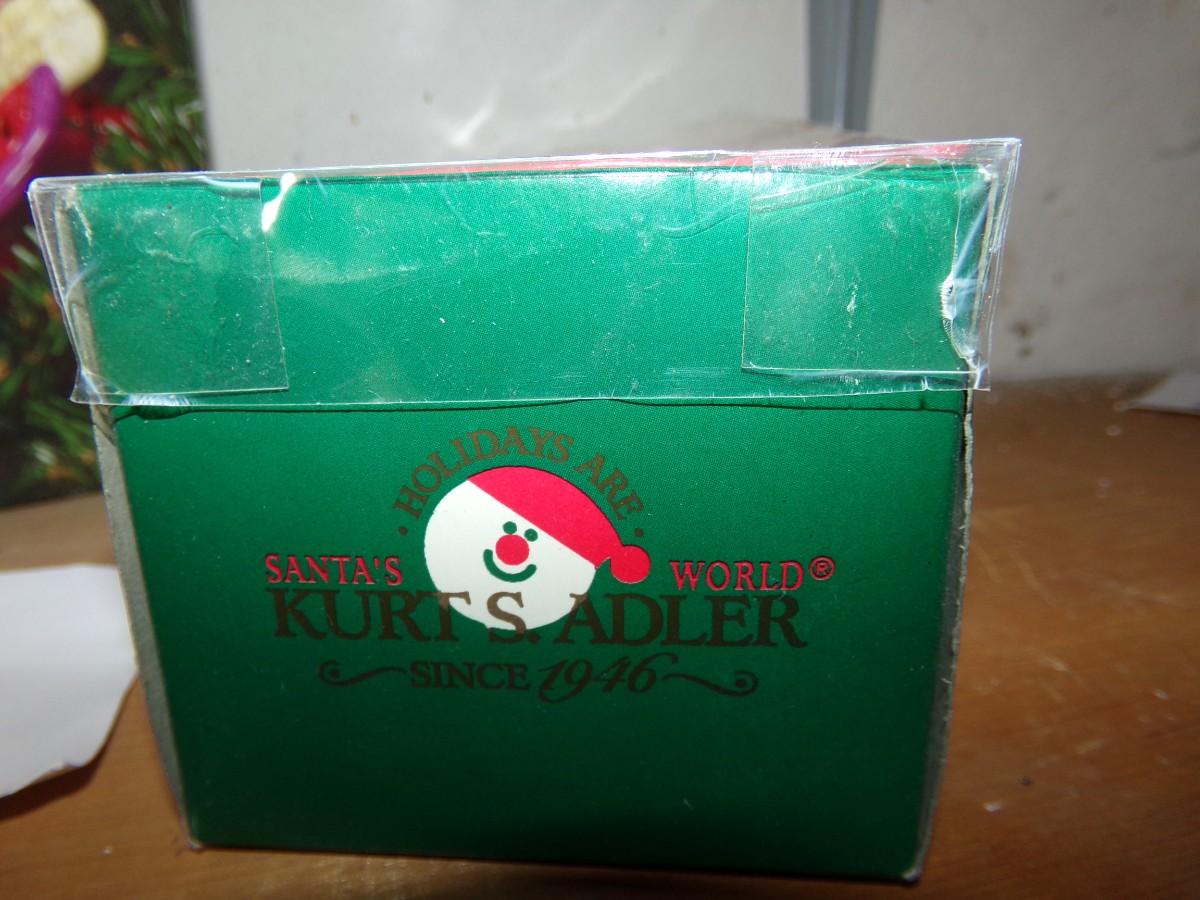 · HOLIDAYS ARE ·
SANTA'S WORLD®
KURT S. ADLER
SINCE 1946